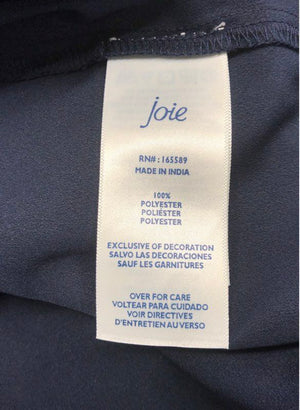 joie
RN#: 165589
MADE IN INDIA
100%
POLYESTER
POLIÉSTER
POLYESTER
EXCLUSIVE OF DECORATION
SALVO LAS DECORACIONES
SAUF LES GARNITURES
OVER FOR CARE
VOLTEAR PARA CUIDADO
VOIR DIRECTIVES
D'ENTRETIEN AU VERSO